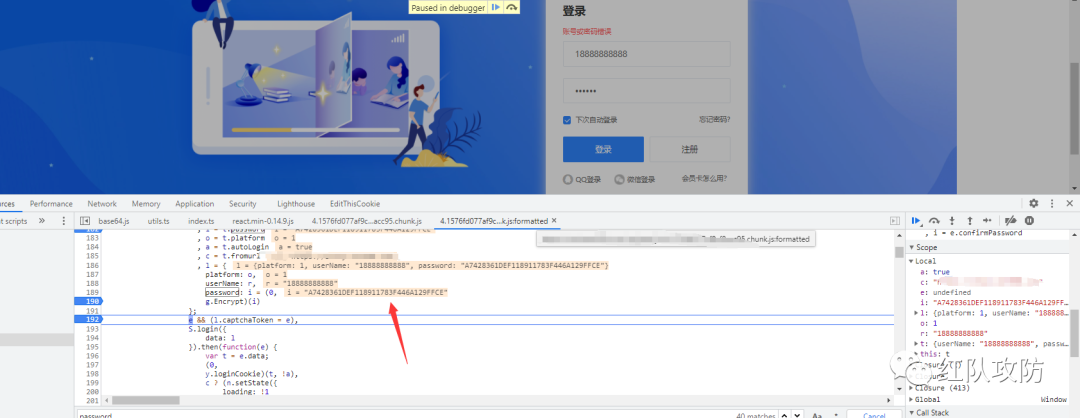 Paused in debugger
登录
账号或密码错误
18888888888
••••••
下次自动登录 忘记密码?
登录 注册
QQ登录 微信登录 会员卡怎么用?
Performance Network Memory Application Security Lighthouse EditThisCookie
et scripts » base64.js utils.ts index.ts react.min-0.14.9.js 4.1576fd077af9c...acc95.chunk.js 4.1576fd077af9c...k.js:formatted ×
chunk.js:formatted
183 , o = t.platform o = 1
184 , a = t.autoLogin a = true
185 , c = t.fromurl
186 , l = { l = {platform: 1, userName: "18888888888", password: "A7428361DEF118911783F446A129FFCE"}
187 platform: o, o = 1
188 userName: r, r = "18888888888"
189 password: i = (0, i = "A7428361DEF118911783F446A129FFCE"
190 g.Encrypt)(i)
191 };
192 e && (l.captchaToken = e),
193 S.login({
194 data: l
195 }).then(function(e) {
196 var t = e.data;
197 (0,
198 y.loginCookie)(t, !a),
199 c ? (n.setState({
200 loading: !1
201
, i = e.confirmPassword
Scope
Local
a: true
c: "
e: undefined
i: "A7428361DEF118911783F446A129FF
l: {platform: 1, userName: "18888
o: 1
r: "18888888888"
t: {userName: "18888888888", passw
this: t
Closure (413)
Global Window
Call Stack
password 40 matches Aa .* Cancel
红队攻防